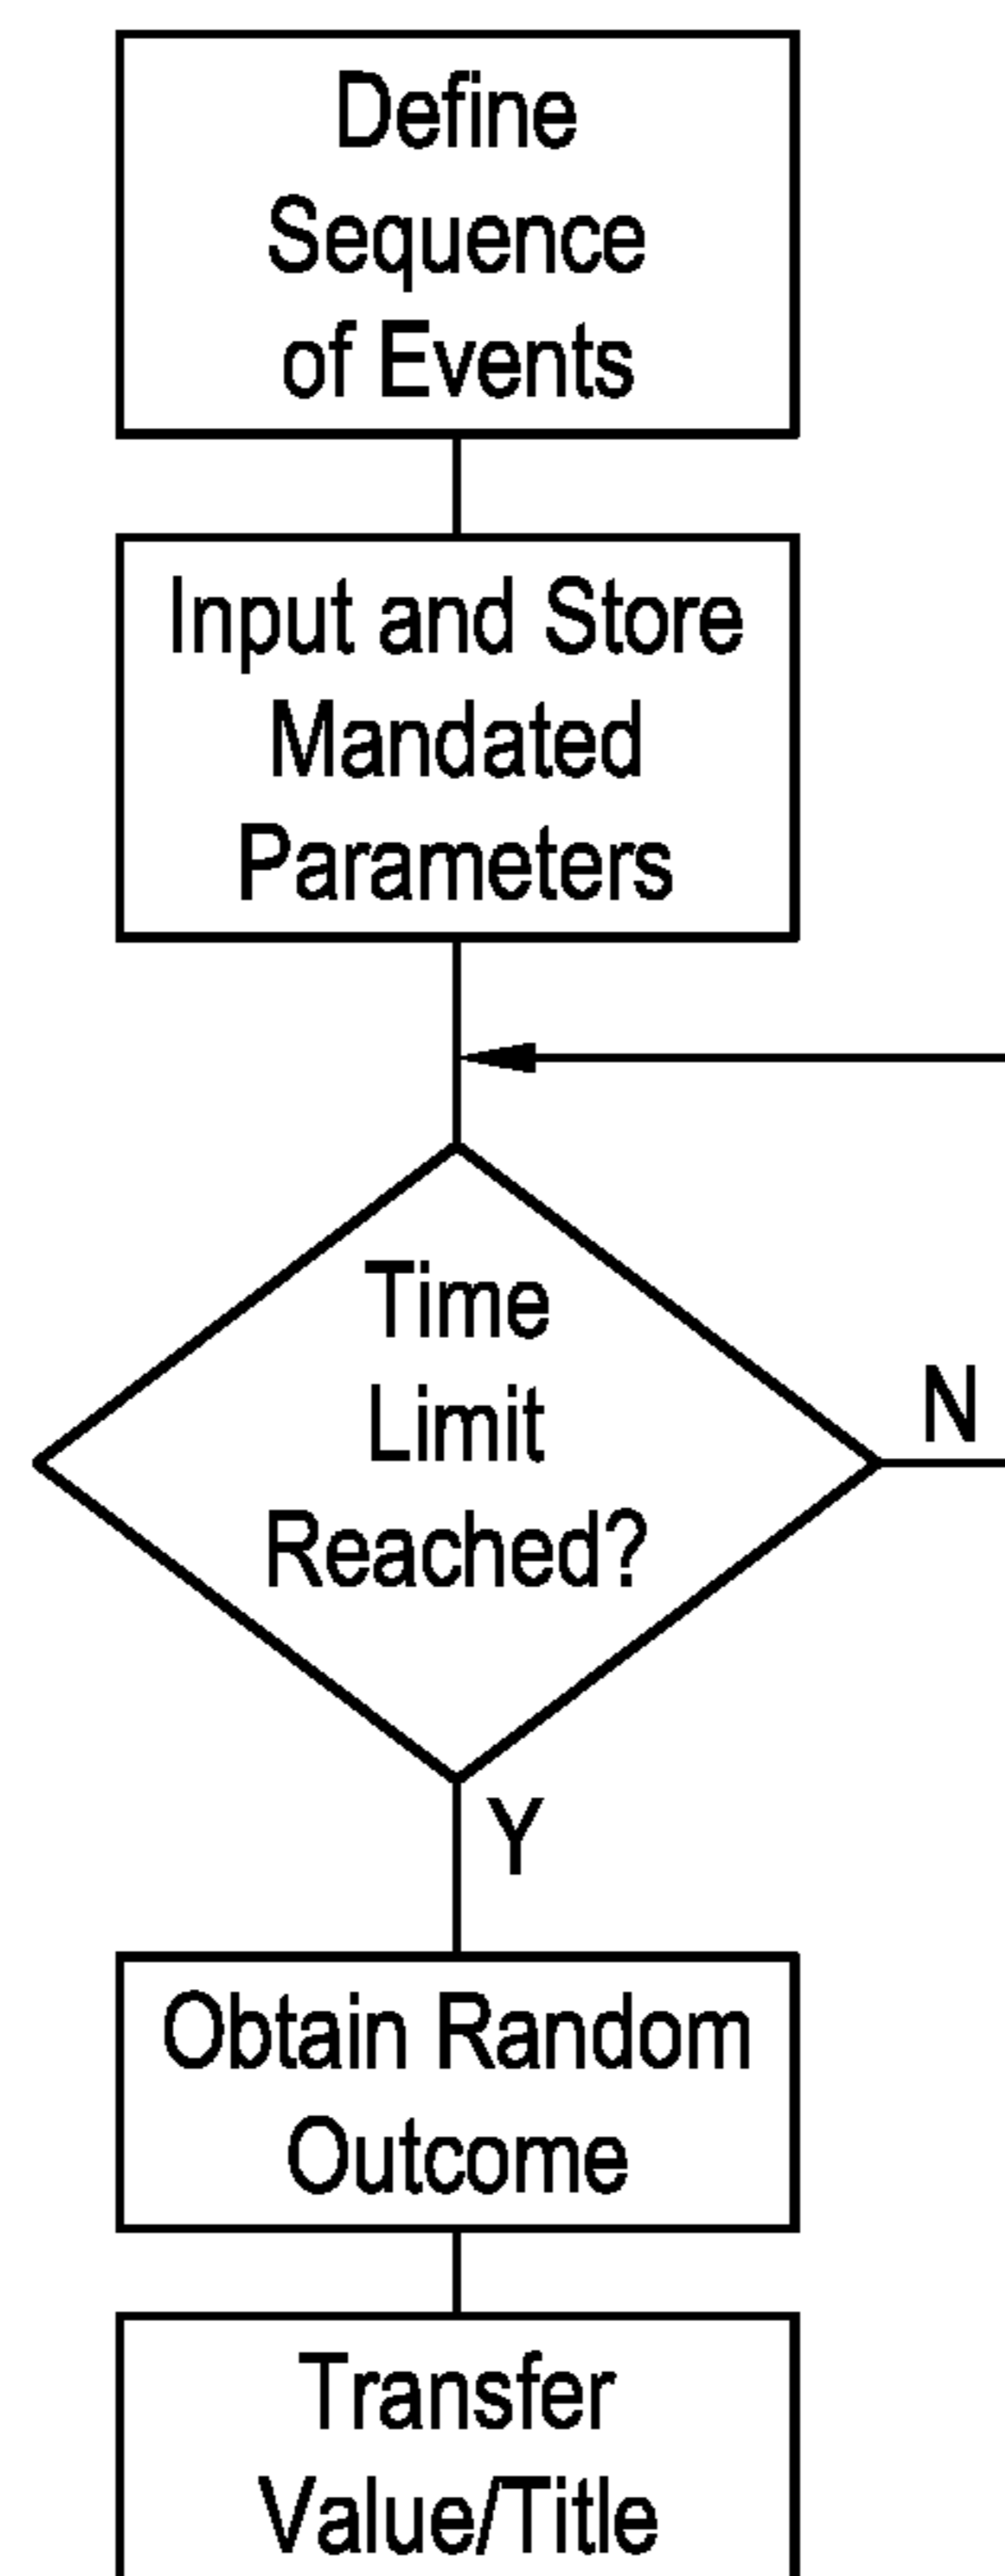 Define
Sequence
of Events
Input and Store
Mandated
Parameters
Time
Limit
Reached?
N
Y
Obtain Random
Outcome
Transfer
Value/Title